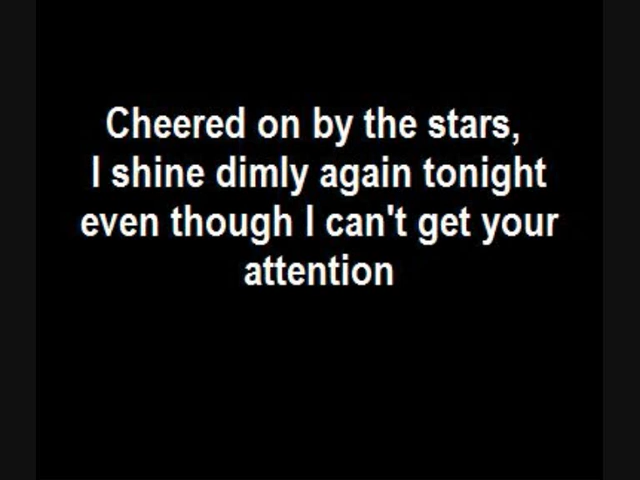 Cheered on by the stars,
I shine dimly again tonight
even though I can't get your
attention